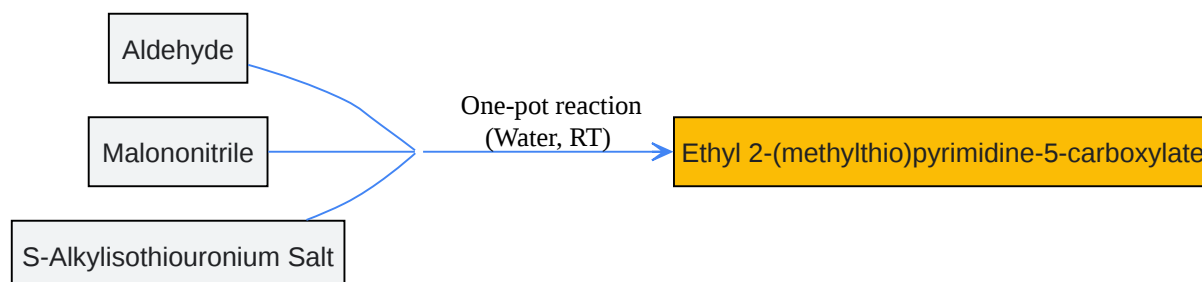 Aldehyde
Malononitrile
S-Alkylisothiouronium Salt
One-pot reaction
(Water, RT)
Ethyl 2-(methylthio)pyrimidine-5-carboxylate